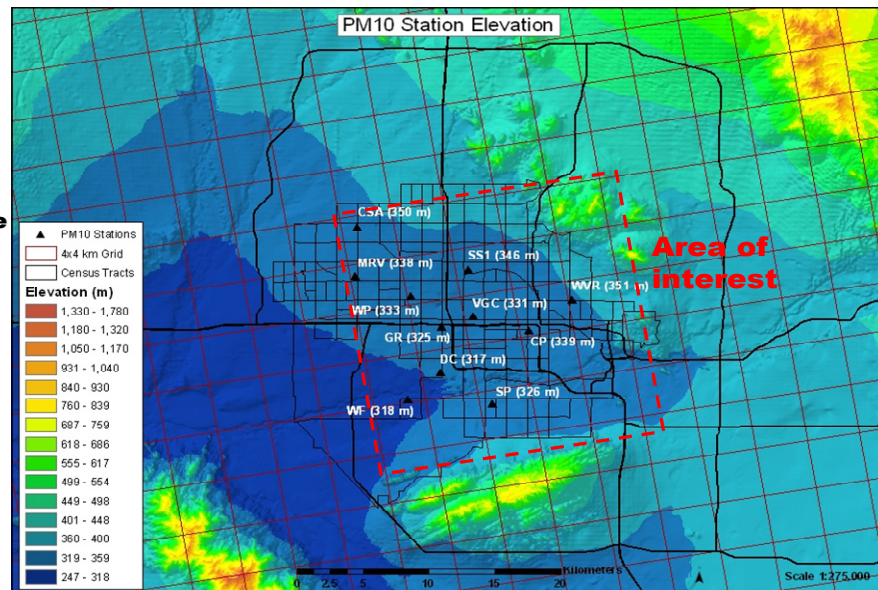 PM10 Station Elevation
e
PM10 Stations
4x4 km Grid
Census Tracts
Elevation (m)
1,330 - 1,780
1,180 - 1,320
1,050 - 1,170
931 - 1,040
840 - 930
760 - 839
687 - 759
618 - 686
555 - 617
499 - 554
449 - 498
401 - 448
360 - 400
319 - 359
247 - 318
CSA (350 m)
MRV (338 m)
SS1 (346 m)
WVR (351 m)
WP (333 m)
VGC (331 m)
GR (325 m)
CP (339 m)
DC (317 m)
SP (326 m)
WF (318 m)
Area of
interest
0 2.5 5 10 15 20
Kilometers
Scale 1:275,000